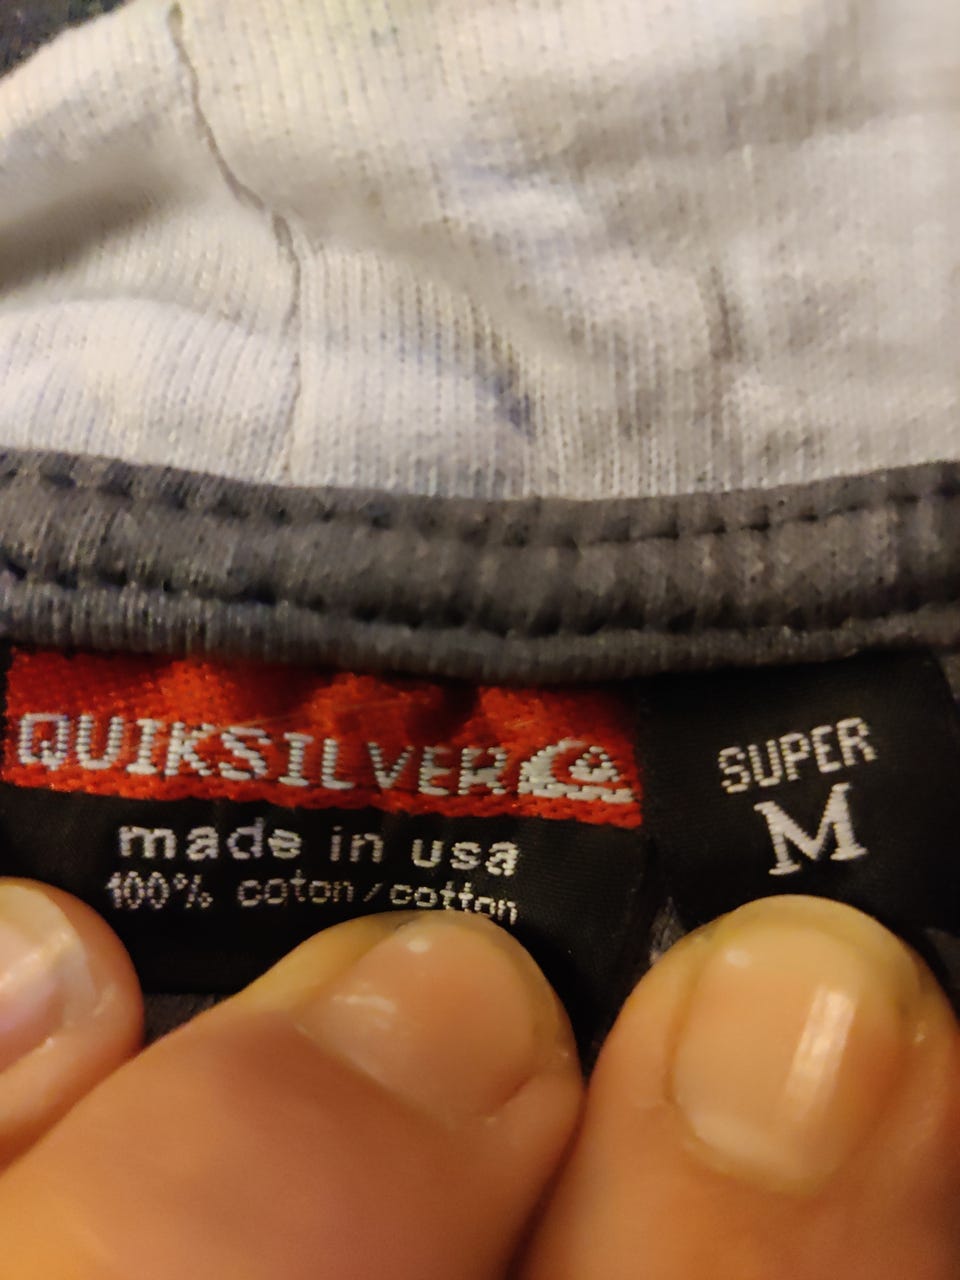 QUIKSILVER
made in usa
100% coton/cotton
SUPER
M